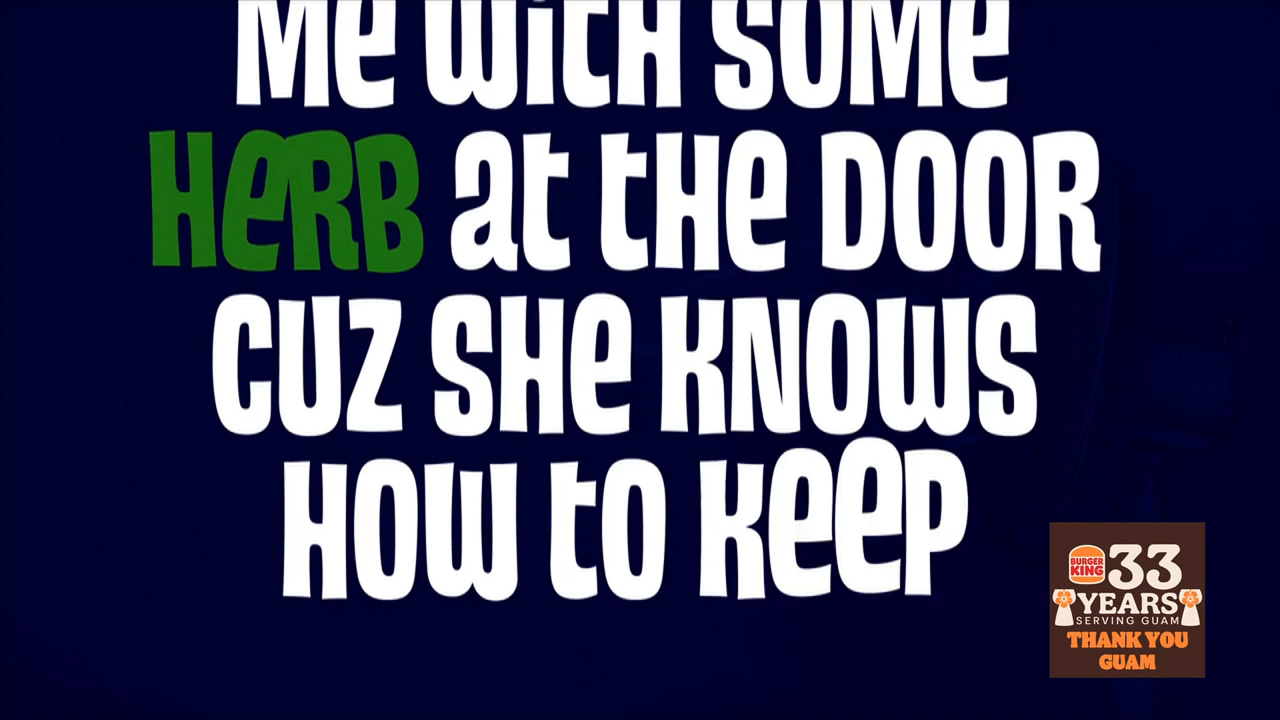 Me with SOMe
HeRB at the DOOR
CUZ SHe KNOWS
HOW to Keep
BURGER
KING
33
YEARS
SERVING GUAM
THANK YOU
GUAM